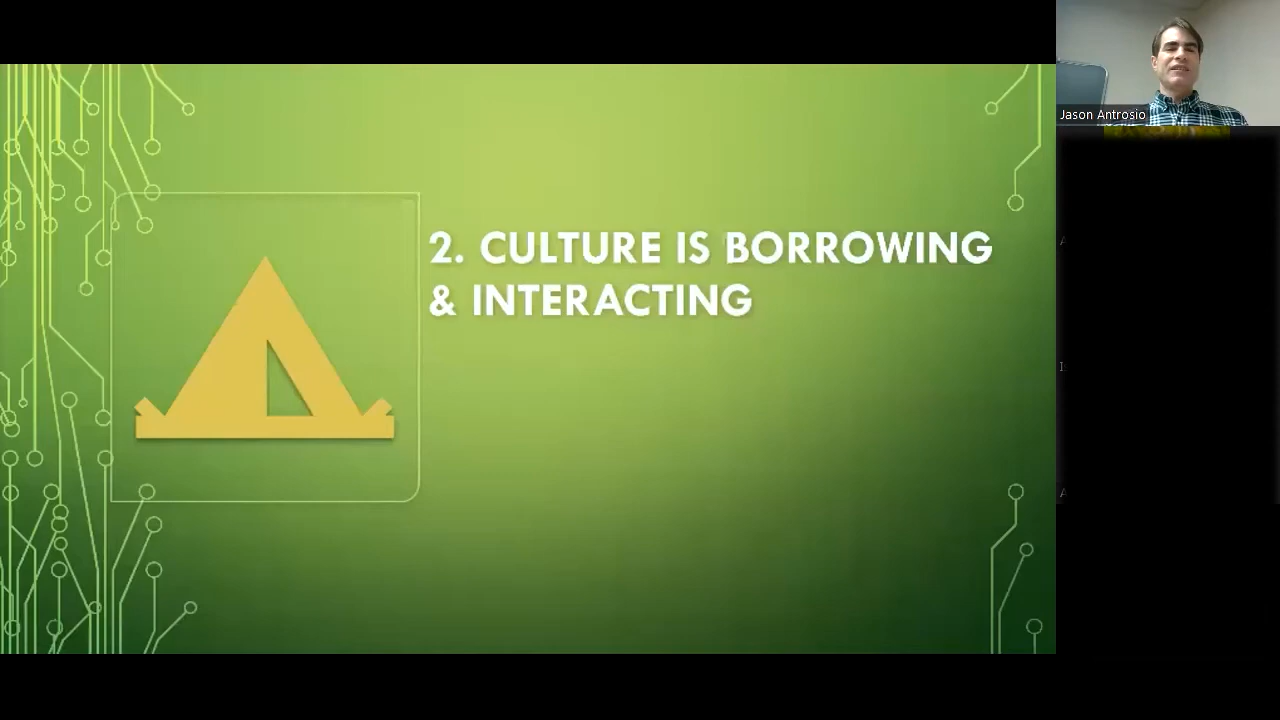 2. CULTURE IS BORROWING
& INTERACTING
Jason Antrosio